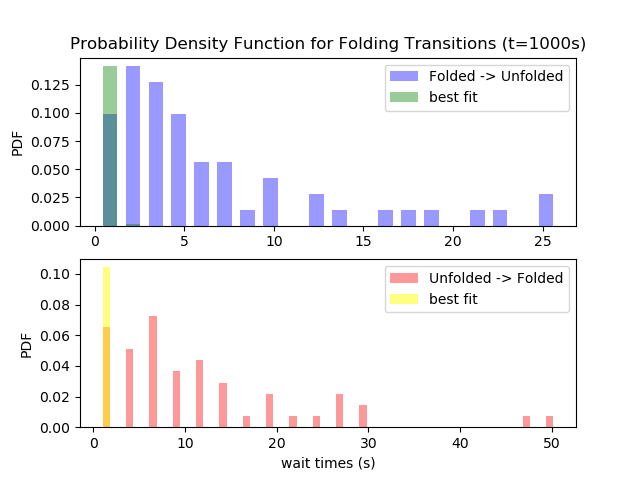 Probability Density Function for Folding Transitions (t=1000s)
0.125
0.100
0.075
0.050
0.025
0.000
PDF
Folded -> Unfolded
best fit
0 5 10 15 20 25
0.10
0.08
0.06
0.04
0.02
0.00
PDF
Unfolded -> Folded
best fit
0 10 20 30 40 50
wait times (s)